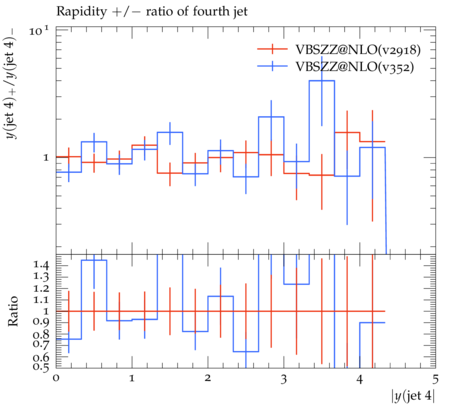 Rapidity +/− ratio of fourth jet
VBSZZ@NLO(v2918)
VBSZZ@NLO(v352)
y(jet 4)₊/y(jet 4)₋
10¹
1
Ratio
1.4
1.3
1.2
1.1
1
0.9
0.8
0.7
0.6
0.5
0 1 2 3 4 5
|y(jet 4|